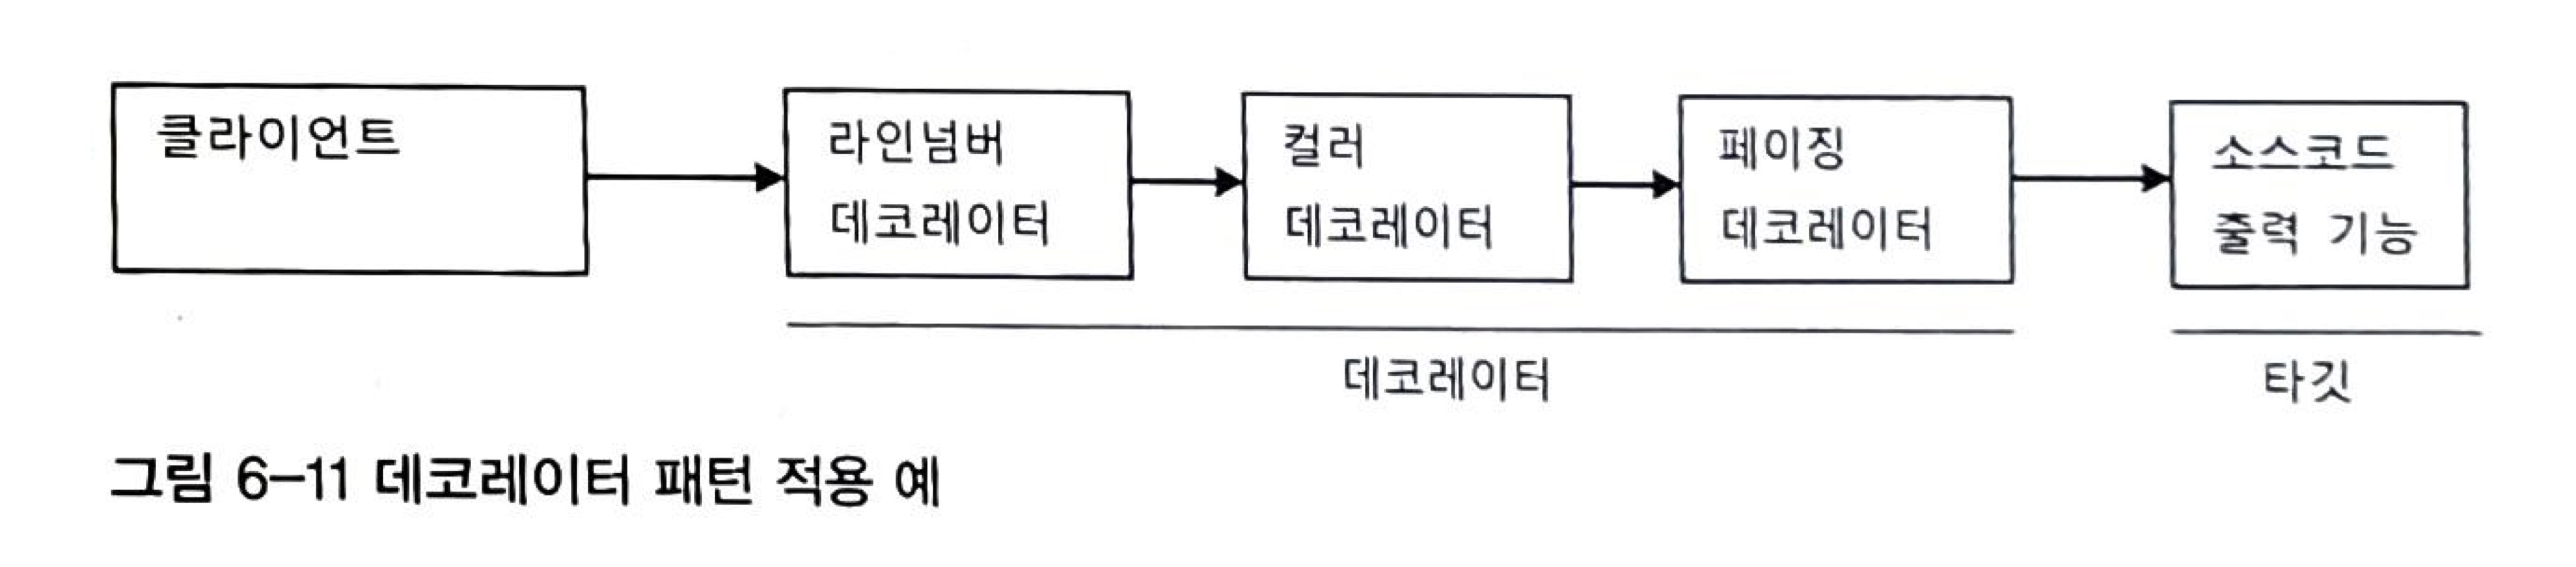 클라이언트
라인넘버
데코레이터
컬러
데코레이터
페이징
데코레이터
소스코드
출력 기능
데코레이터
타깃
그림 6-11 데코레이터 패턴 적용 예